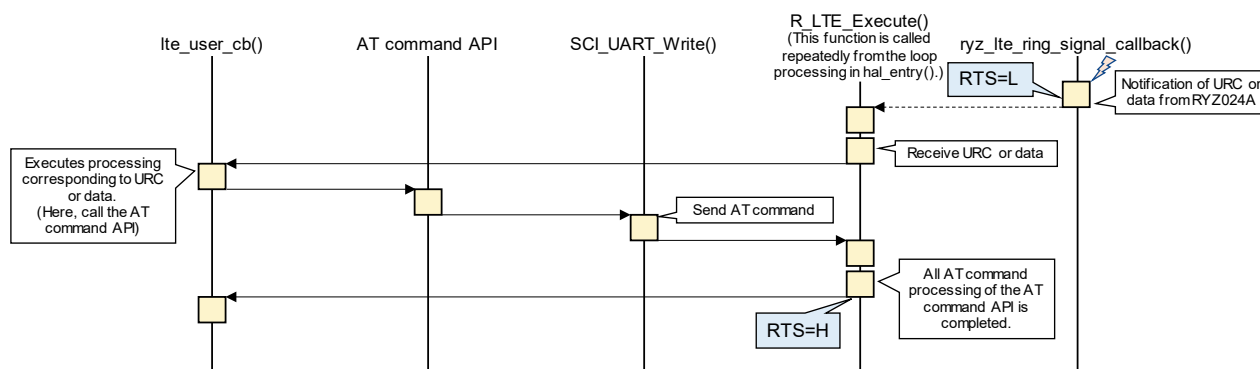 lte_user_cb()
AT command API
SCI_UART_Write()
R_LTE_Execute()
(This function is called
repeatedly from the loop
processing in hal_entry().)
ryz_lte_ring_signal_callback()
RTS=L
Notification of URC or
data from RYZ024A
Receive URC or data
Executes processing
corresponding to URC
or data.
(Here, call the AT
command API)
Send AT command
All AT command
processing of the AT
command API is
completed.
RTS=H